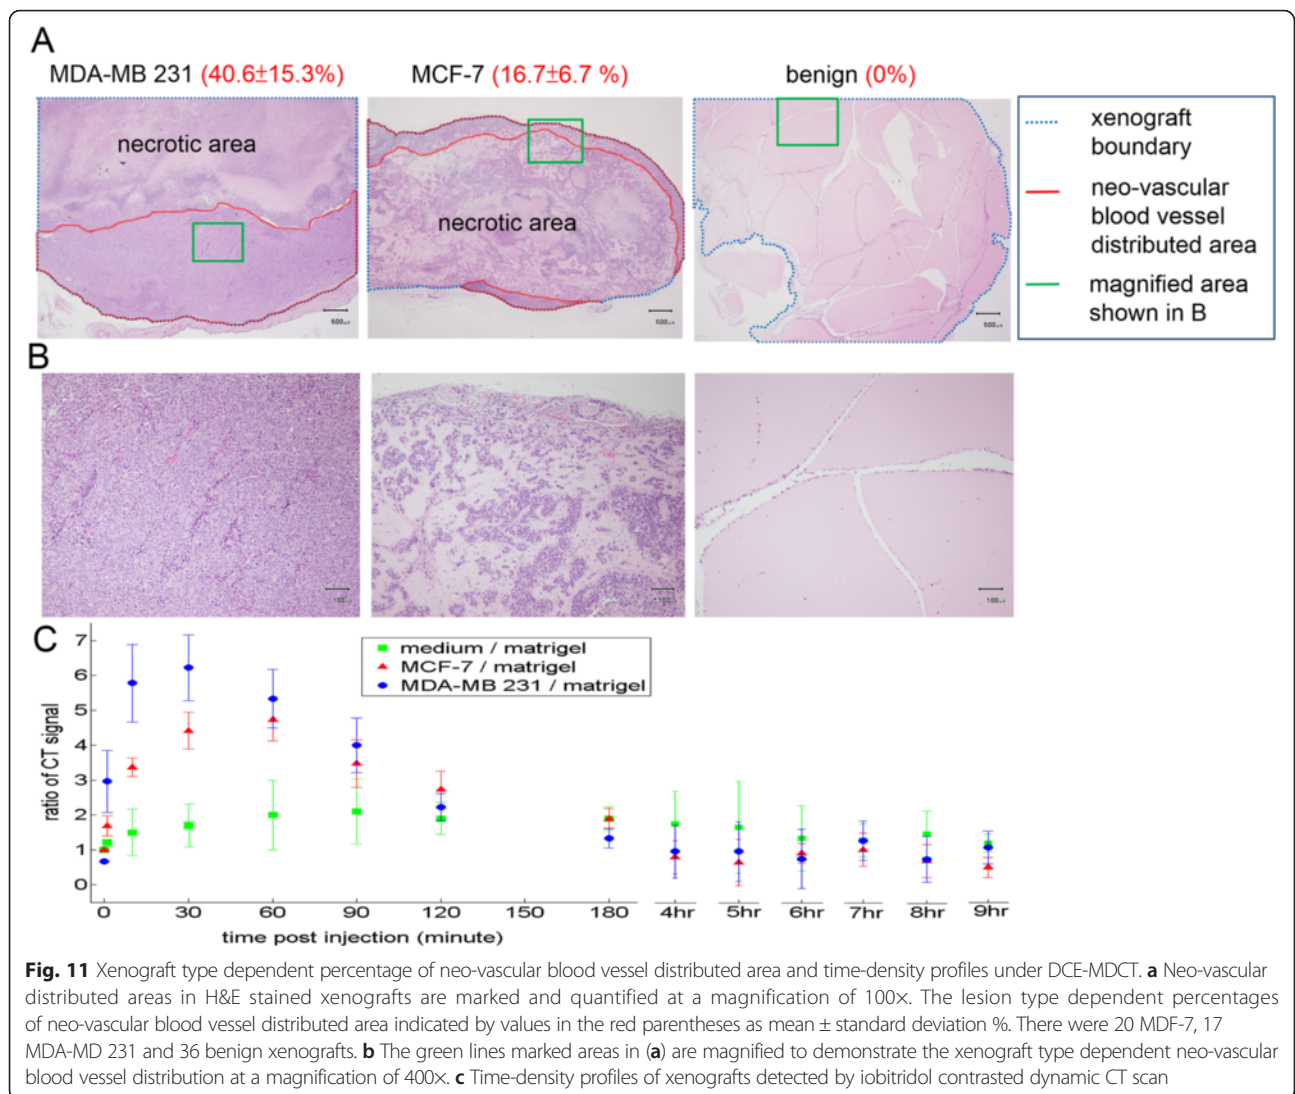 A
MDA-MB 231 (40.6±15.3%)
MCF-7 (16.7±6.7 %)
benign (0%)
necrotic area
necrotic area
500μm
500μm
500μm
xenograft
boundary
neo-vascular
blood vessel
distributed area
magnified area
shown in B
B
100μm
100μm
100μm
C
ratio of CT signal
7
6
5
4
3
2
1
0
medium / matrigel
MCF-7 / matrigel
MDA-MB 231 / matrigel
0 30 60 90 120 150 180 4hr 5hr 6hr 7hr 8hr 9hr
time post injection (minute)
Fig. 11 Xenograft type dependent percentage of neo-vascular blood vessel distributed area and time-density profiles under DCE-MDCT. a Neo-vascular
distributed areas in H&E stained xenografts are marked and quantified at a magnification of 100×. The lesion type dependent percentages
of neo-vascular blood vessel distributed area indicated by values in the red parentheses as mean ± standard deviation %. There were 20 MDF-7, 17
MDA-MD 231 and 36 benign xenografts. b The green lines marked areas in (a) are magnified to demonstrate the xenograft type dependent neo-vascular
blood vessel distribution at a magnification of 400×. c Time-density profiles of xenografts detected by iobitridol contrasted dynamic CT scan